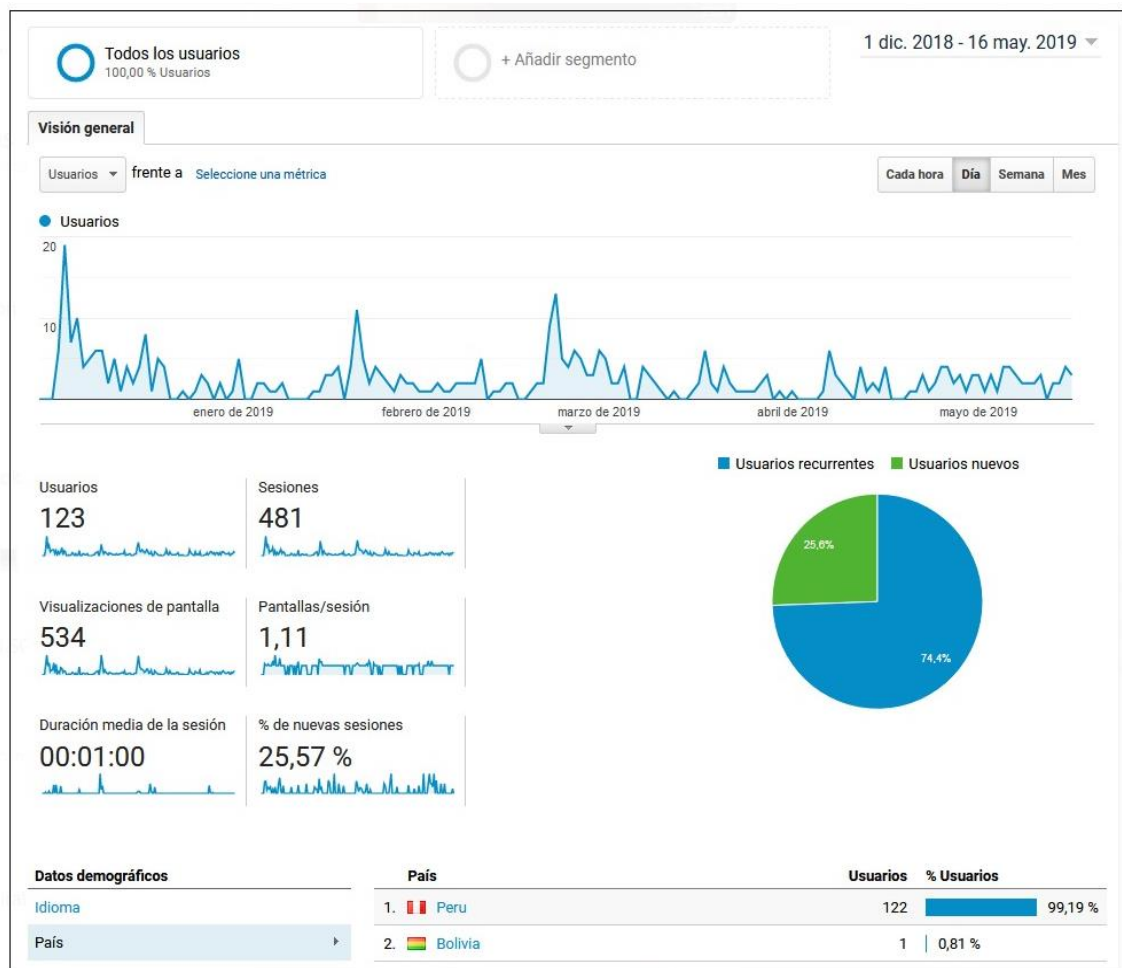 Todos los usuarios
100,00 % Usuarios
+ Añadir segmento
1 dic. 2018 - 16 may. 2019
Visión general
Usuarios frente a Seleccione una métrica
Cada hora Día Semana Mes
Usuarios
20
10
enero de 2019 febrero de 2019 marzo de 2019 abril de 2019 mayo de 2019
Usuarios recurrentes Usuarios nuevos
Usuarios Sesiones
123 481
25,6%
74,4%
Visualizaciones de pantalla Pantallas/sesión
534 1,11
Duración media de la sesión % de nuevas sesiones
00:01:00 25,57 %
Datos demográficos
Idioma
País
País Usuarios % Usuarios
1. Peru 122 99,19 %
2. Bolivia 1 0,81 %